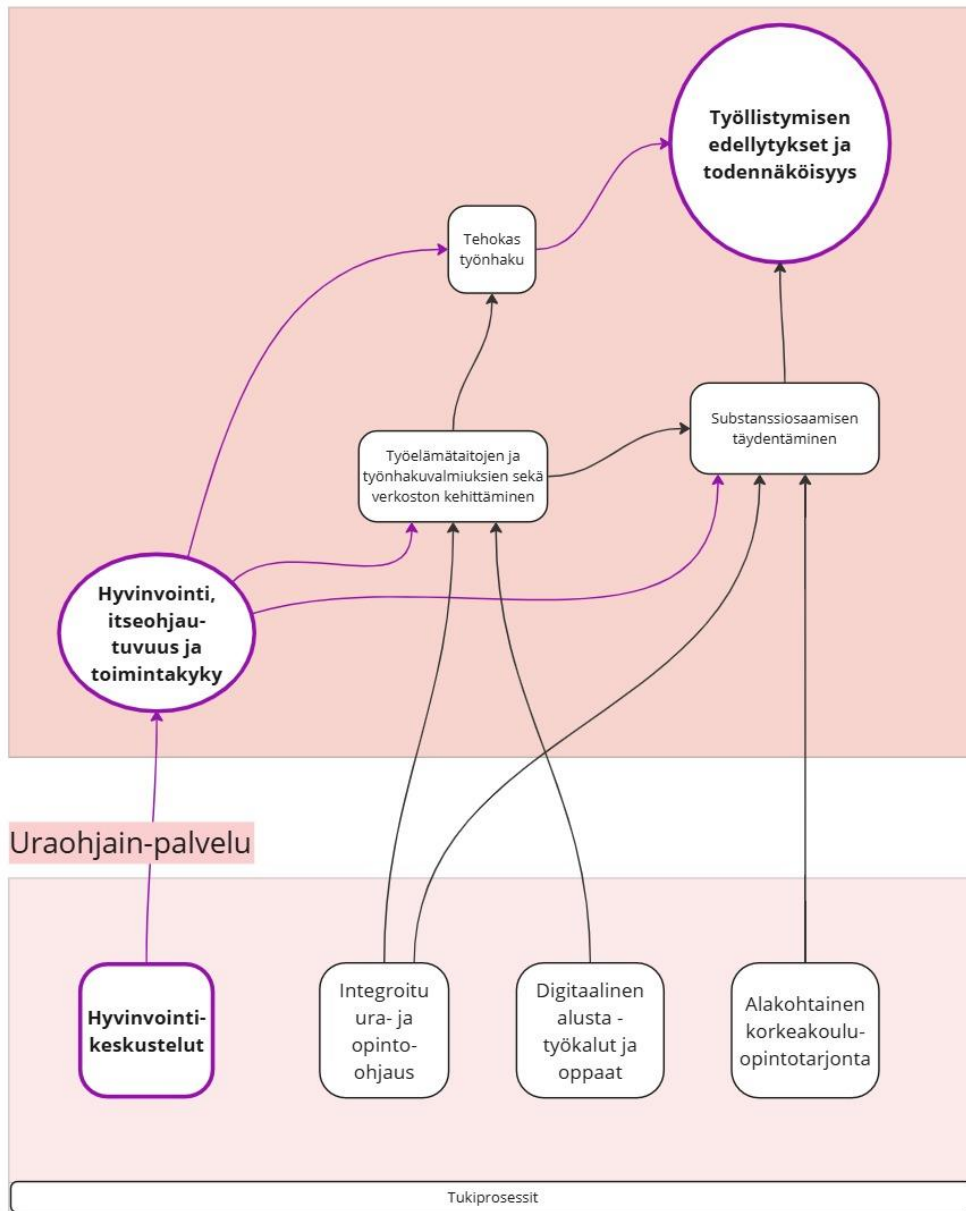 Työllistymisen
edellytykset ja
todennäköisyys
Tehokas
työnhaku
Substanssiosaamisen
täydentäminen
Työelämätaitojen ja
työnhakuvalmiuksien sekä
verkoston kehittäminen
Hyvinvointi,
itseohjau-
tuvuus ja
toimintakyky
Uraohjain-palvelu
Hyvinvointi-
keskustelut
Integroitu
ura- ja
opinto-
ohjaus
Digitaalinen
alusta -
työkalut ja
oppaat
Alakohtainen
korkeakoulu-
opintotarjonta
Tukiprosessit